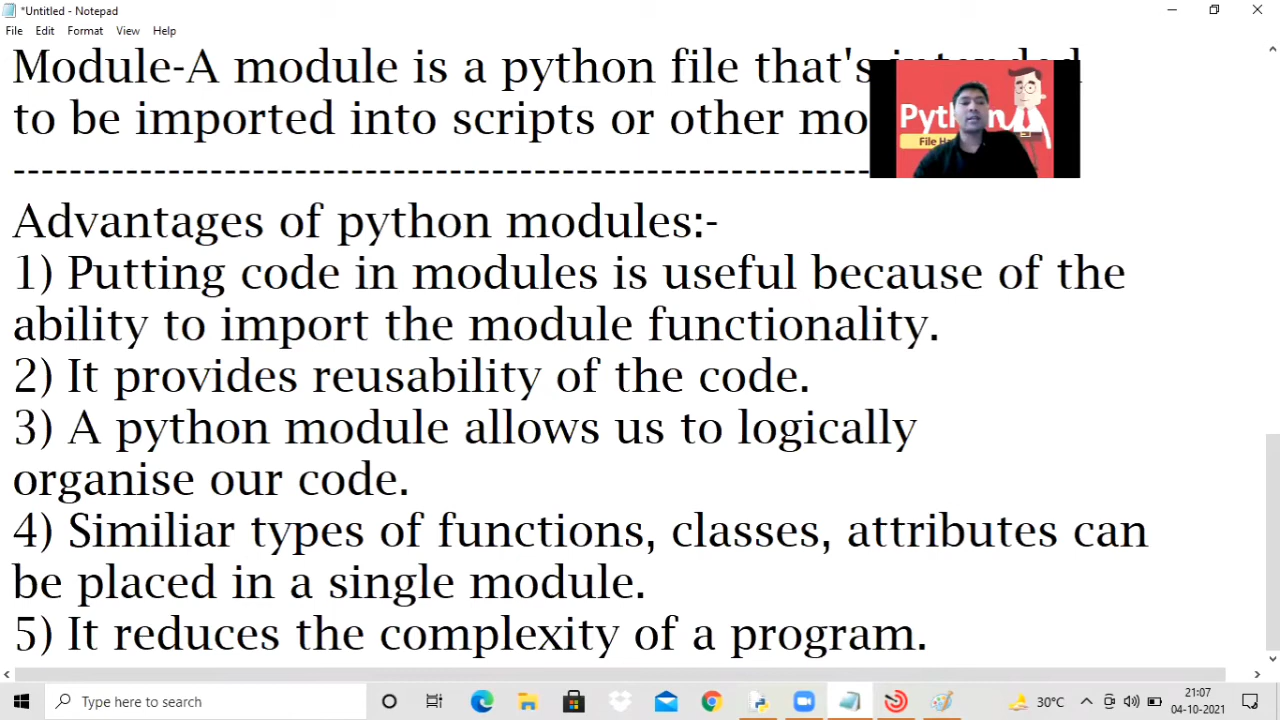 *Untitled - Notepad
File Edit Format View Help
Module-A module is a python file that's intended
to be imported into scripts or other mo
------------------------------------------------------------
Advantages of python modules:-
1) Putting code in modules is useful because of the
ability to import the module functionality.
2) It provides reusability of the code.
3) A python module allows us to logically
organise our code.
4) Similiar types of functions, classes, attributes can
be placed in a single module.
5) It reduces the complexity of a program.
Type here to search
30°C
21:07
04-10-2021